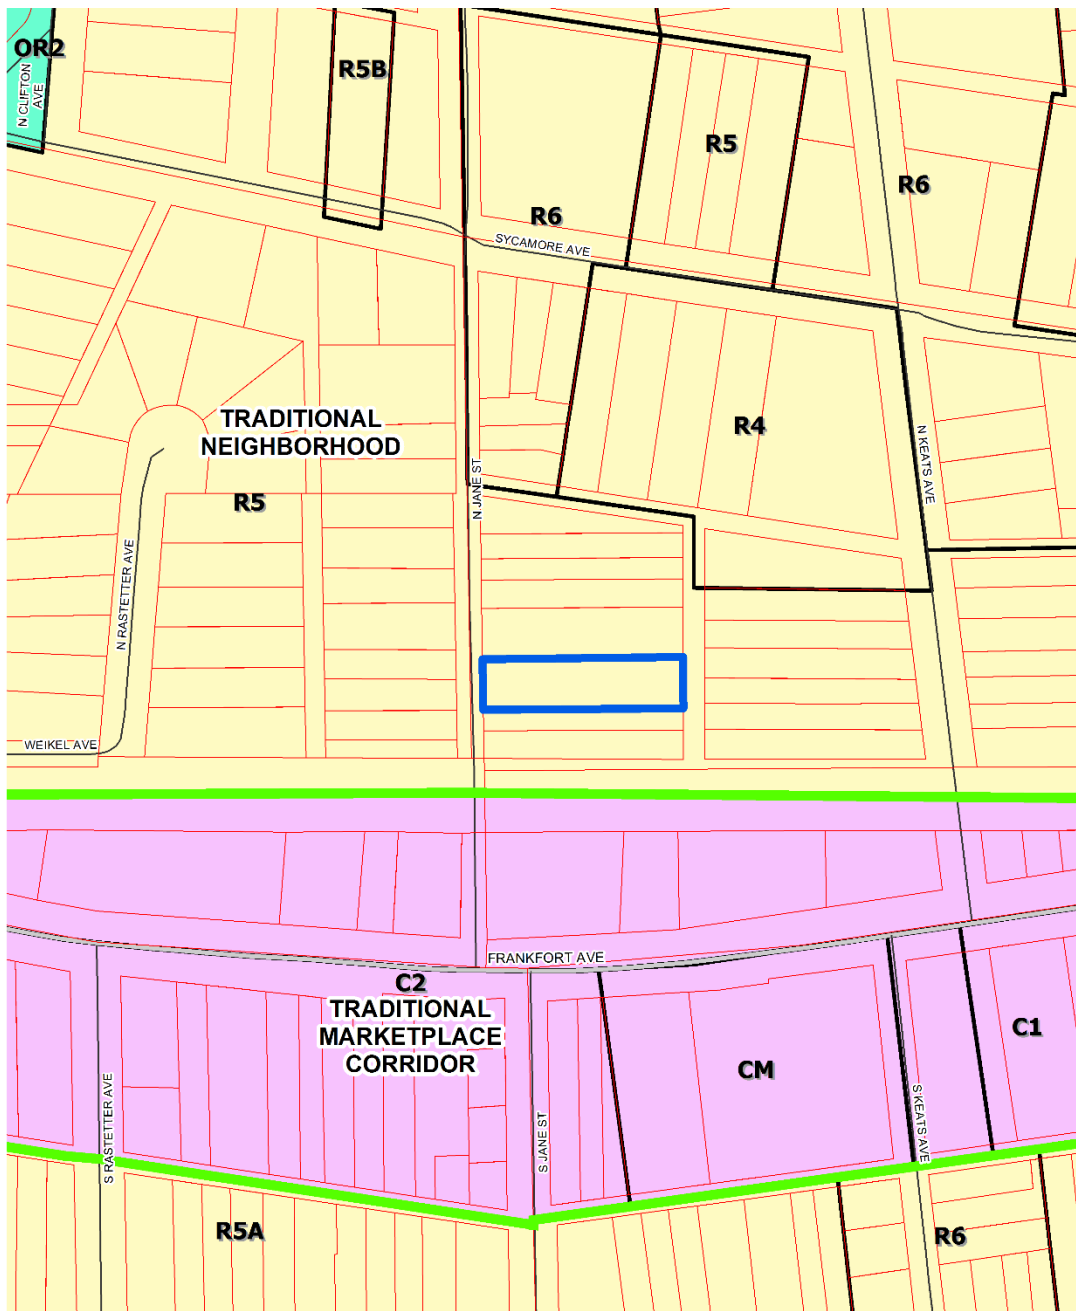 OR2
N CLIFTON
AVE
R5B
R5
R6
R6
SYCAMORE AVE
TRADITIONAL
NEIGHBORHOOD
R4
N KEATS AVE
N JANE ST
R5
N RASTETTER AVE
WEIKEL AVE
FRANKFORT AVE
C2
TRADITIONAL
MARKETPLACE
CORRIDOR
C1
CM
S RASTETTER AVE
S JANE ST
S KEATS AVE
R5A
R6